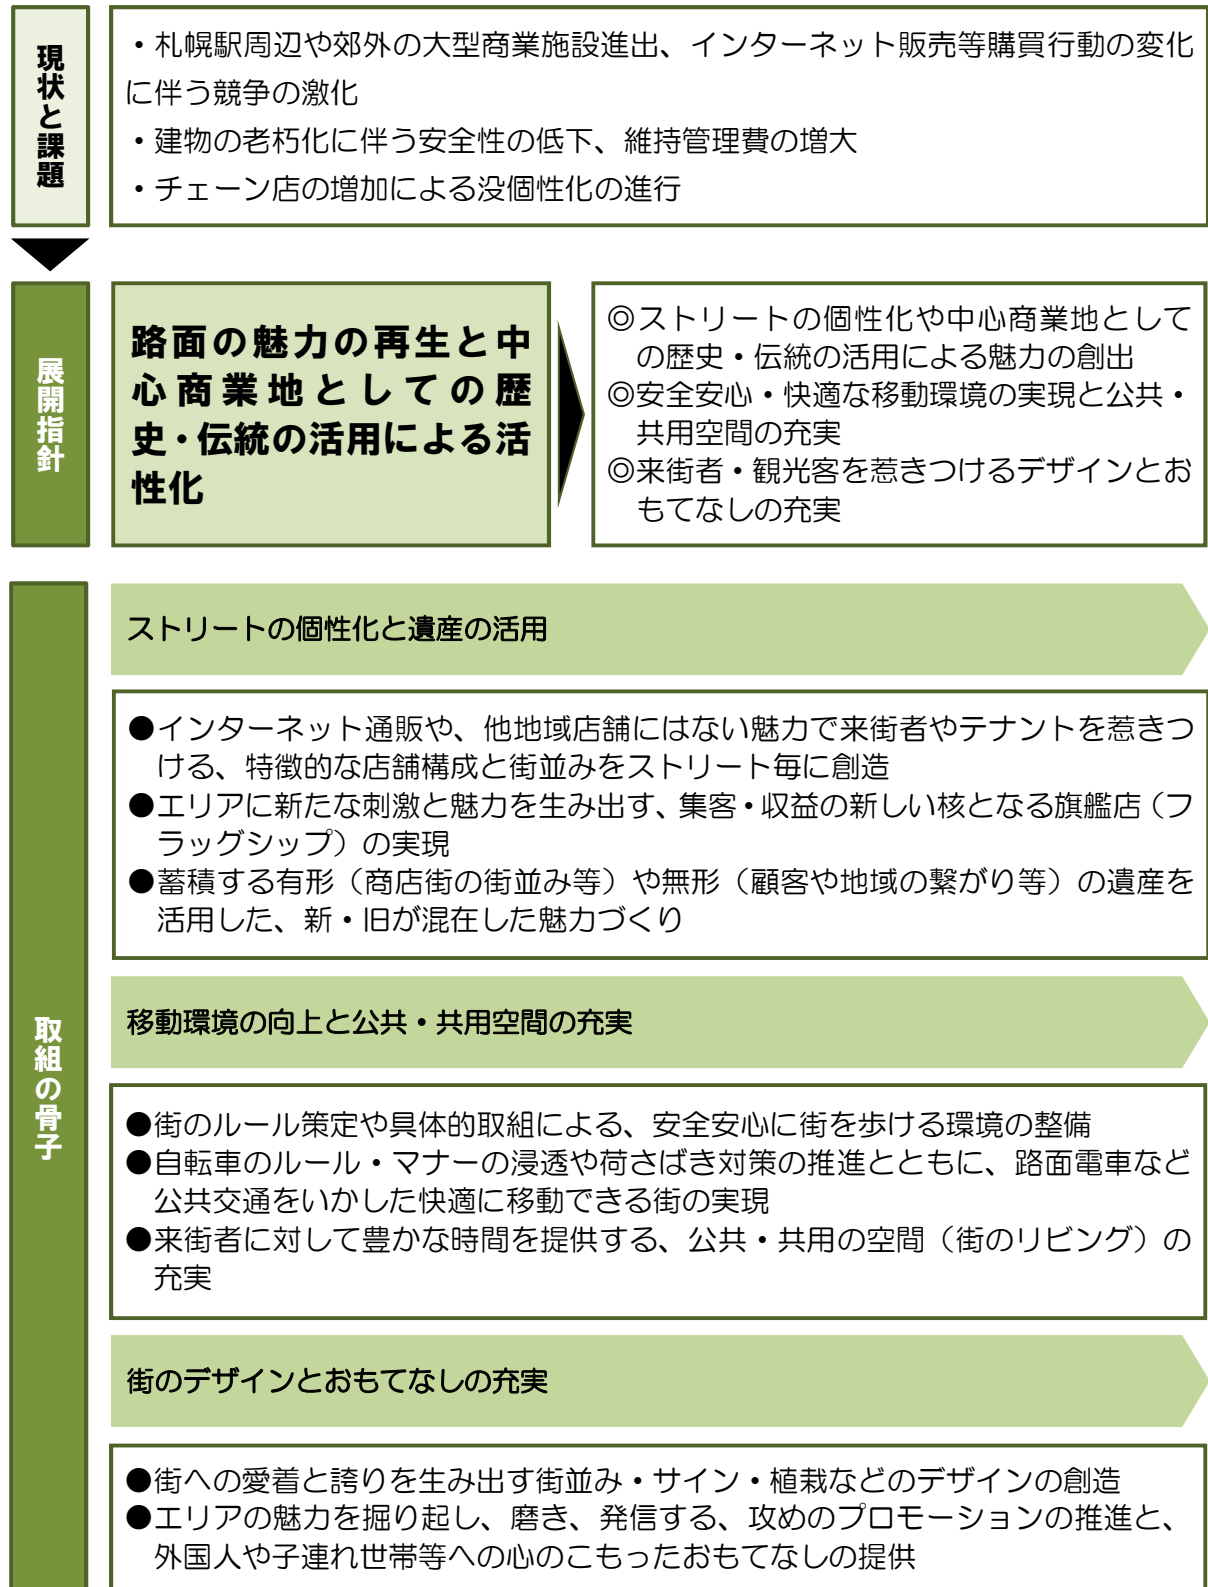 現状と課題
・札幌駅周辺や郊外の大型商業施設進出、インターネット販売等購買行動の変化
に伴う競争の激化
・建物の老朽化に伴う安全性の低下、維持管理費の増大
・チェーン店の増加による没個性化の進行
展開指針
路面の魅力の再生と中
心商業地としての歴
史・伝統の活用による活
性化
◎ストリートの個性化や中心商業地として
の歴史・伝統の活用による魅力の創出
◎安全安心・快適な移動環境の実現と公共・
共用空間の充実
◎来街者・観光客を惹きつけるデザインとお
もてなしの充実
取組の骨子
ストリートの個性化と遺産の活用
●インターネット通販や、他地域店舗にはない魅力で来街者やテナントを惹きつ
ける、特徴的な店舗構成と街並みをストリート毎に創造
●エリアに新たな刺激と魅力を生み出す、集客・収益の新しい核となる旗艦店（フ
ラッグシップ）の実現
●蓄積する有形（商店街の街並み等）や無形（顧客や地域の繋がり等）の遺産を
活用した、新・旧が混在した魅力づくり
移動環境の向上と公共・共用空間の充実
●街のルール策定や具体的取組による、安全安心に街を歩ける環境の整備
●自転車のルール・マナーの浸透や荷さばき対策の推進とともに、路面電車など
公共交通をいかした快適に移動できる街の実現
●来街者に対して豊かな時間を提供する、公共・共用の空間（街のリビング）の
充実
街のデザインとおもてなしの充実
●街への愛着と誇りを生み出す街並み・サイン・植栽などのデザインの創造
●エリアの魅力を掘り起し、磨き、発信する、攻めのプロモーションの推進と、
外国人や子連れ世帯等への心のこもったおもてなしの提供